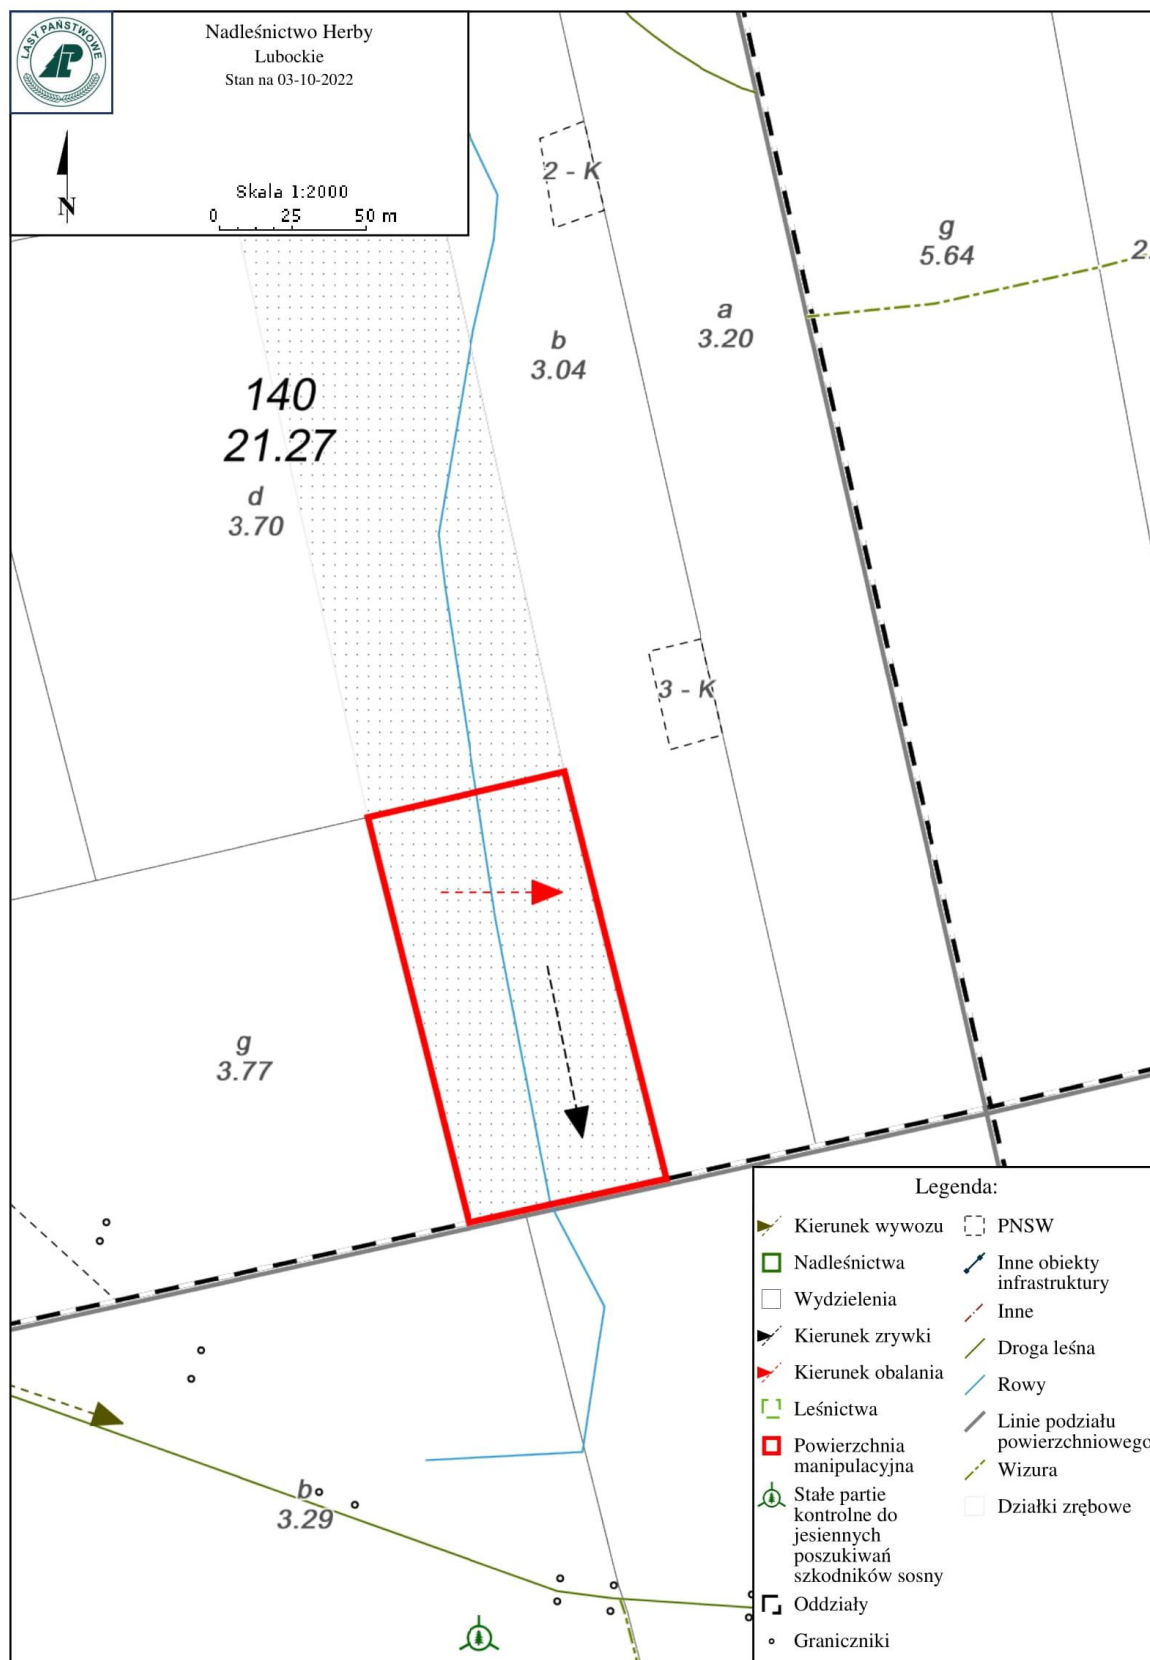 LASY PAŃSTWOWE
Nadleśnictwo Herby
Lubockie
Stan na 03-10-2022
N
Skala 1:2000
0 25 50 m
2 - K
g
5.64
2.
a
3.20
b
3.04
140
21.27
d
3.70
3 - K
g
3.77
b
3.29
Legenda:
Kierunek wywozu
Nadleśnictwa
Wydzielenia
Kierunek zrywki
Kierunek obalania
Leśnictwa
Powierzchnia
manipulacyjna
Stałe partie
kontrolne do
jesiennych
poszukiwań
szkodników sosny
Oddziały
Graniczniki
PNSW
Inne obiekty
infrastruktury
Inne
Droga leśna
Rowy
Linie podziału
powierzchniowego
Wizura
Działki zrębowe